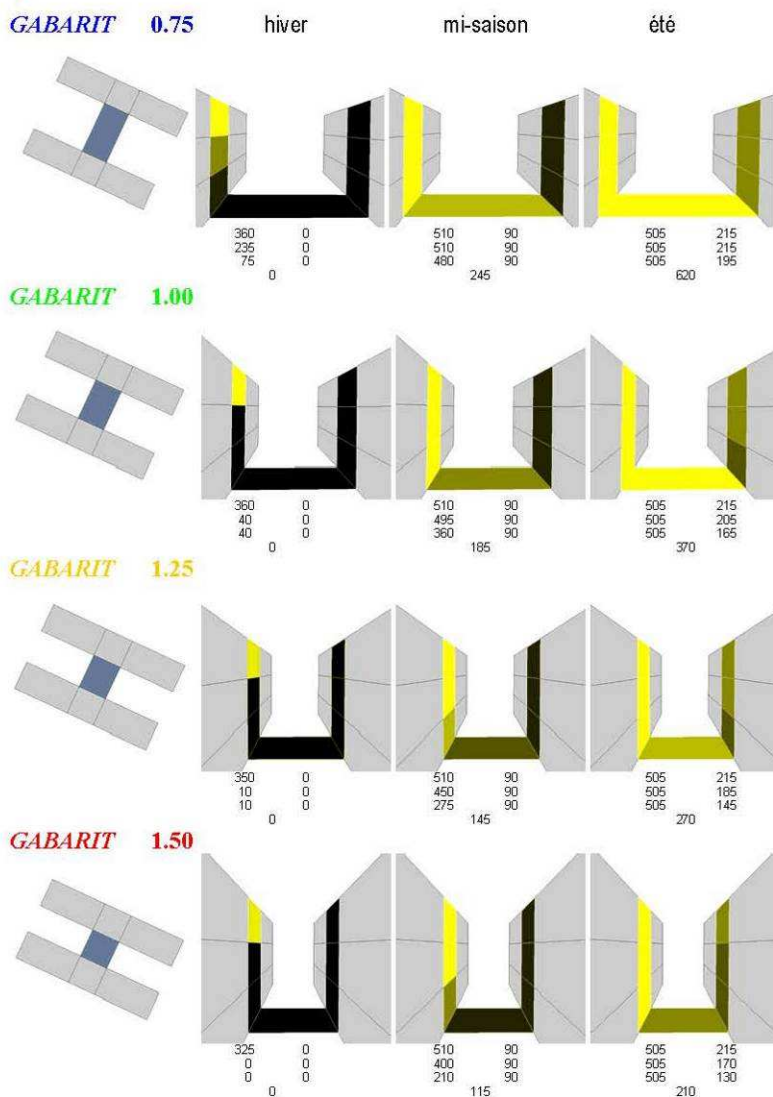 GABARIT 0.75 hiver mi-saison été
360 0 510 90 505 215
235 0 510 90 505 215
75 0 480 90 505 195
0 245 620
GABARIT 1.00
360 0 510 90 505 215
40 0 495 90 505 205
40 0 360 90 505 165
0 185 370
GABARIT 1.25
350 0 510 90 505 215
10 0 450 90 505 185
10 0 275 90 505 145
0 145 270
GABARIT 1.50
325 0 510 90 505 215
0 0 400 90 505 170
0 0 210 90 505 130
0 115 210